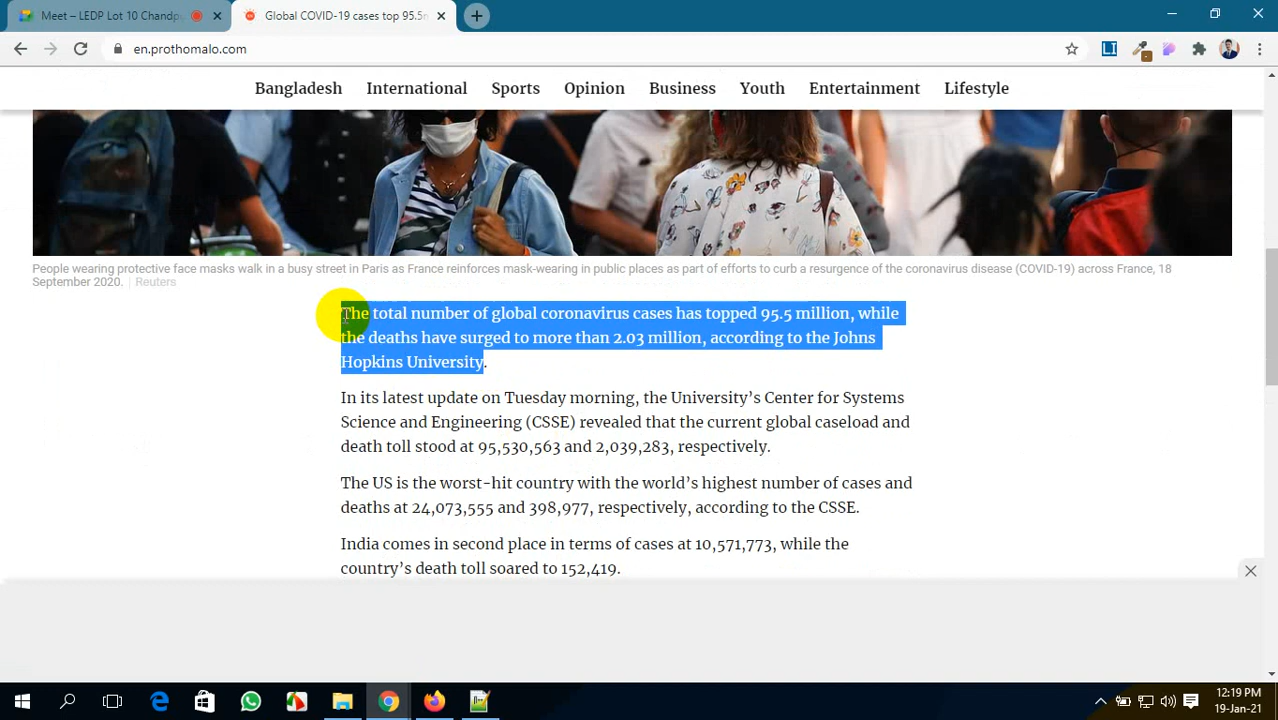 Meet – LEDP Lot 10 Chandp
Global COVID-19 cases top 95.5m
en.prothomalo.com
Bangladesh International Sports Opinion Business Youth Entertainment Lifestyle
People wearing protective face masks walk in a busy street in Paris as France reinforces mask-wearing in public places as part of efforts to curb a resurgence of the coronavirus disease (COVID-19) across France, 18
September 2020. | Reuters
The total number of global coronavirus cases has topped 95.5 million, while
the deaths have surged to more than 2.03 million, according to the Johns
Hopkins University.
In its latest update on Tuesday morning, the University’s Center for Systems
Science and Engineering (CSSE) revealed that the current global caseload and
death toll stood at 95,530,563 and 2,039,283, respectively.
The US is the worst-hit country with the world’s highest number of cases and
deaths at 24,073,555 and 398,977, respectively, according to the CSSE.
India comes in second place in terms of cases at 10,571,773, while the
country’s death toll soared to 152,419.
12:19 PM
19-Jan-21